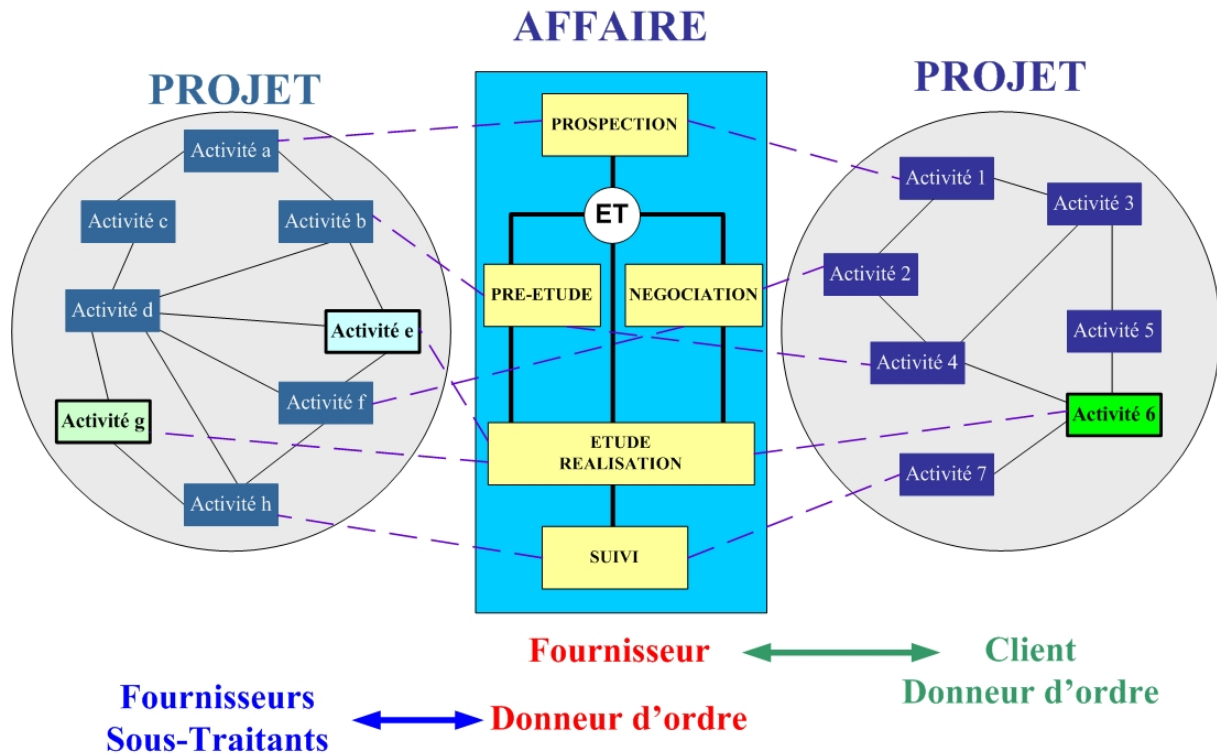 AFFAIRE
PROJET
PROJET
Activité a
Activité c
Activité b
Activité d
Activité e
Activité f
Activité g
Activité h
PROSPECTION
ET
PRE-ETUDE
NEGOCIATION
ETUDE
REALISATION
SUIVI
Activité 1
Activité 3
Activité 2
Activité 5
Activité 4
Activité 6
Activité 7
Fournisseur
Client
Donneur d'ordre
Fournisseurs
Sous-Traitants
Donneur d'ordre